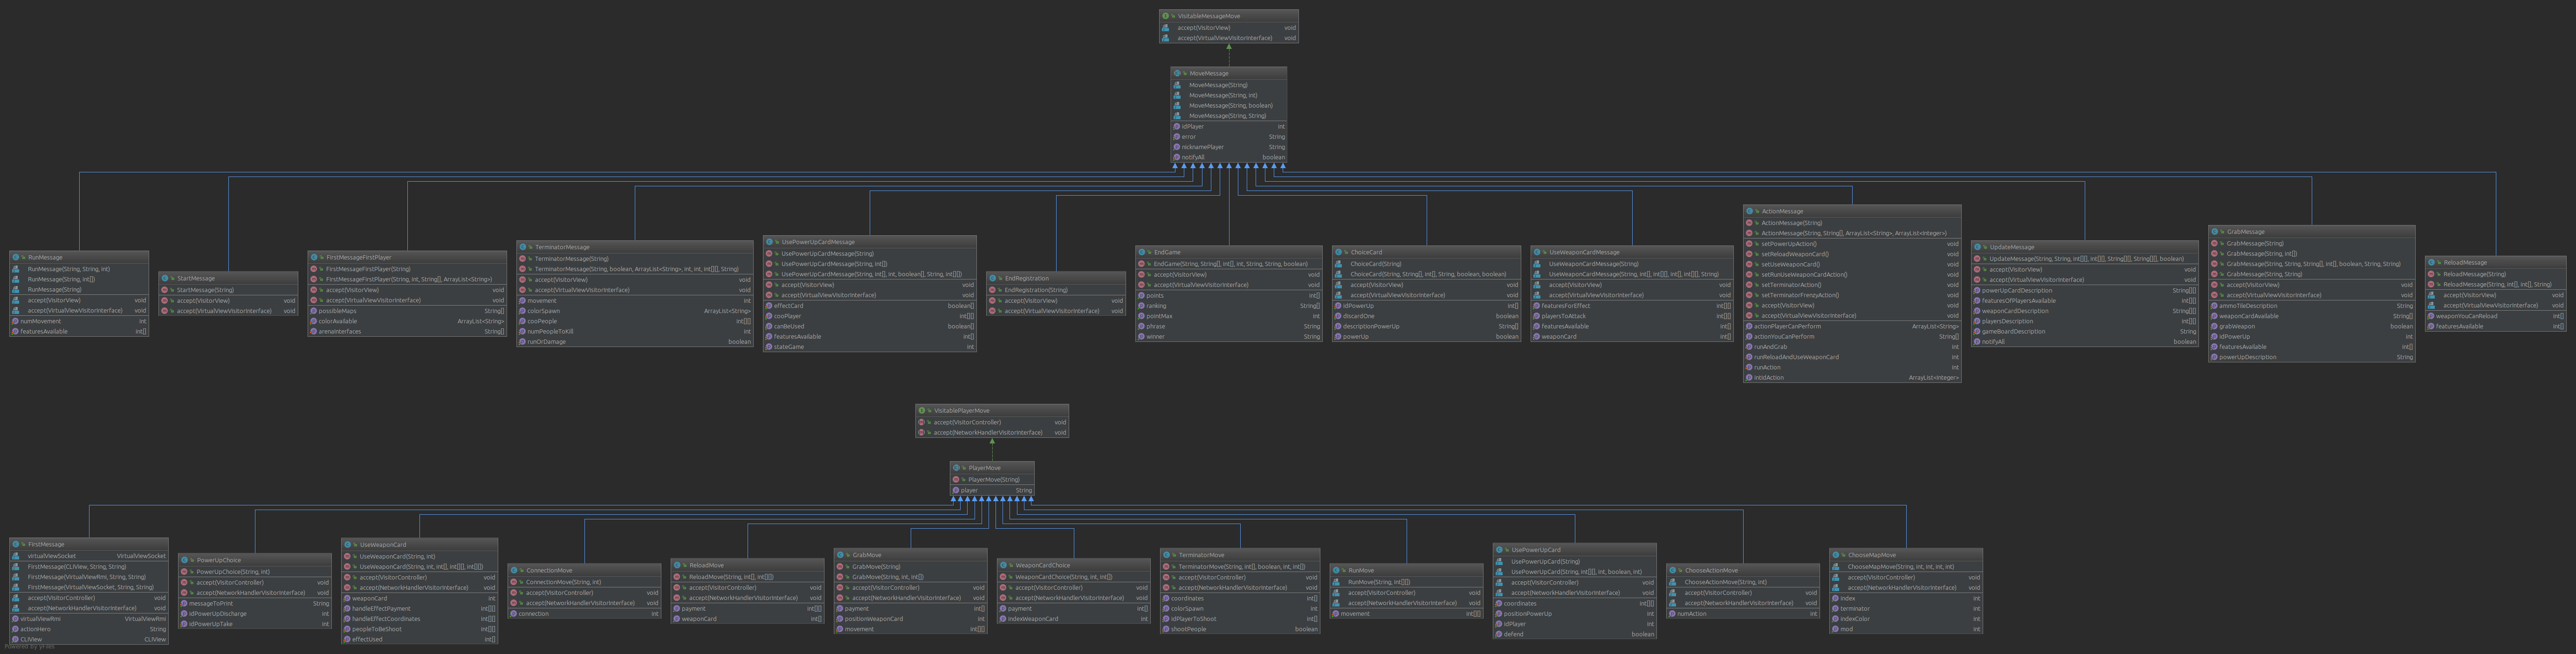 VisitableMessageMove
accept(VisitorView) void
accept(VirtualViewVisitorInterface) void
MoveMessage
MoveMessage(String)
MoveMessage(String, int)
MoveMessage(String, boolean)
MoveMessage(String, String)
idPlayer int
error String
nicknamePlayer String
notifyAll boolean
RunMessage
RunMessage(String, String, int)
RunMessage(String, int[])
RunMessage(String)
accept(VisitorView) void
accept(VirtualViewVisitorInterface) void
numMovement int
featuresAvailable int[]
StartMessage
StartMessage(String)
accept(VisitorView) void
accept(VirtualViewVisitorInterface) void
FirstMessageFirstPlayer
FirstMessageFirstPlayer(String)
FirstMessageFirstPlayer(String, int, String[], ArrayList<String>)
accept(VisitorView) void
accept(VirtualViewVisitorInterface) void
possibleMaps String[]
colorAvailable ArrayList<String>
arenaInterfaces String[]
TerminatorMessage
TerminatorMessage(String)
TerminatorMessage(String, boolean, ArrayList<String>, int, int, int[][], String)
accept(VisitorView) void
accept(VirtualViewVisitorInterface) void
movement int
colorSpawn ArrayList<String>
cooPeople int[][]
numPeopleToKill int
runOrDamage boolean
UsePowerUpCardMessage
UsePowerUpCardMessage(String)
UsePowerUpCardMessage(String, int[])
UsePowerUpCardMessage(String, int[], int, boolean[], String, int[][])
accept(VisitorView) void
accept(VirtualViewVisitorInterface) void
effectCard boolean[]
cooPlayer int[][]
canBeUsed boolean[]
featuresAvailable int[]
stateGame int
EndRegistration
EndRegistration(String)
accept(VisitorView) void
accept(VirtualViewVisitorInterface) void
EndGame
EndGame(String, String[], int[], int, String, String, boolean)
accept(VisitorView) void
accept(VirtualViewVisitorInterface) void
points int[]
ranking String[]
pointMax int
phrase String
winner String
ChoiceCard
ChoiceCard(String)
ChoiceCard(String, String[], int[], String, boolean, boolean)
accept(VisitorView) void
accept(VirtualViewVisitorInterface) void
idPowerUp int[]
discardOne boolean
descriptionPowerUp String[]
powerUp boolean
UseWeaponCardMessage
UseWeaponCardMessage(String)
UseWeaponCardMessage(String, int[], int[][], int[], int[][], String)
accept(VisitorView) void
accept(VirtualViewVisitorInterface) void
featuresForEffect int[][]
playersToAttack int[][]
featuresAvailable int[]
weaponCard int[]
ActionMessage
ActionMessage(String)
ActionMessage(String, String[], ArrayList<String>, ArrayList<Integer>)
setPowerUpAction() void
setReloadWeaponCard() void
setUseWeaponCard() void
setRunUseWeaponCardAction() void
setTerminatorAction() void
setTerminatorFrenzyAction() void
accept(VisitorView) void
accept(VirtualViewVisitorInterface) void
actionPlayerCanPerform ArrayList<String>
actionYouCanPerform String[]
runAndGrab int
runReloadAndUseWeaponCard int
runAction int
intIdAction ArrayList<Integer>
UpdateMessage
UpdateMessage(String, String, int[][], int[][], String[][], String[][], boolean)
accept(VisitorView) void
accept(VirtualViewVisitorInterface) void
powerUpCardDescription String[][]
featuresOfPlayersAvailable int[][]
weaponCardDescription String[][]
playersDescription int[][]
gameBoardDescription String
notifyAll boolean
GrabMessage
GrabMessage(String)
GrabMessage(String, int[])
GrabMessage(String, String, String[], int[], boolean, String, String)
GrabMessage(String, String)
accept(VisitorView) void
accept(VirtualViewVisitorInterface) void
ammoTileDescription String
weaponCardAvailable String[]
grabWeapon boolean
idPowerUp int
featuresAvailable int[]
powerUpDescription String
ReloadMessage
ReloadMessage(String)
ReloadMessage(String, int[], int[], String)
accept(VisitorView) void
accept(VirtualViewVisitorInterface) void
weaponYouCanReload int[]
featuresAvailable int[]
VisitablePlayerMove
accept(VisitorController) void
accept(NetworkHandlerVisitorInterface) void
PlayerMove
PlayerMove(String)
player String
FirstMessage
virtualViewSocket VirtualViewSocket
FirstMessage(CLIView, String, String)
FirstMessage(VirtualViewRmi, String, String)
FirstMessage(VirtualViewSocket, String, String)
accept(VisitorController) void
accept(NetworkHandlerVisitorInterface) void
virtualViewRmi VirtualViewRmi
actionHero String
CLIView CLIView
PowerUpChoice
PowerUpChoice(String, int)
accept(VisitorController) void
accept(NetworkHandlerVisitorInterface) void
messageToPrint String
idPowerUpDischarge int
idPowerUpTake int
UseWeaponCard
UseWeaponCard(String, int)
UseWeaponCard(String, int, int[], int[][], int[][])
accept(VisitorController) void
accept(NetworkHandlerVisitorInterface) void
weaponCard int
handleEffectPayment int[][]
handleEffectCoordinates int[][]
peopleToBeShoot int[][]
effectUsed int[]
ConnectionMove
ConnectionMove(String, int)
accept(VisitorController) void
accept(NetworkHandlerVisitorInterface) void
connection int
ReloadMove
ReloadMove(String, int[], int[][])
accept(VisitorController) void
accept(NetworkHandlerVisitorInterface) void
payment int[][]
weaponCard int[]
GrabMove
GrabMove(String)
GrabMove(String, int, int[])
accept(VisitorController) void
accept(NetworkHandlerVisitorInterface) void
payment int[]
positionWeaponCard int
movement int[][]
WeaponCardChoice
WeaponCardChoice(String, int, int[])
accept(VisitorController) void
accept(NetworkHandlerVisitorInterface) void
payment int[]
indexWeaponCard int
TerminatorMove
TerminatorMove(String, int[], boolean, int, int[])
accept(VisitorController) void
accept(NetworkHandlerVisitorInterface) void
coordinates int[]
colorSpawn int
idPlayerToShoot int[]
shootPeople boolean
RunMove
RunMove(String, int[][])
accept(VisitorController) void
accept(NetworkHandlerVisitorInterface) void
movement int[][]
UsePowerUpCard
UsePowerUpCard(String)
UsePowerUpCard(String, int[][], int, boolean, int)
accept(VisitorController) void
accept(NetworkHandlerVisitorInterface) void
coordinates int[][]
positionPowerUp int
idPlayer int
defend boolean
ChooseActionMove
ChooseActionMove(String, int)
accept(VisitorController) void
accept(NetworkHandlerVisitorInterface) void
numAction int
ChooseMapMove
ChooseMapMove(String, int, int, int, int)
accept(VisitorController) void
accept(NetworkHandlerVisitorInterface) void
index int
terminator int
indexColor int
mod int
Powered by yFiles